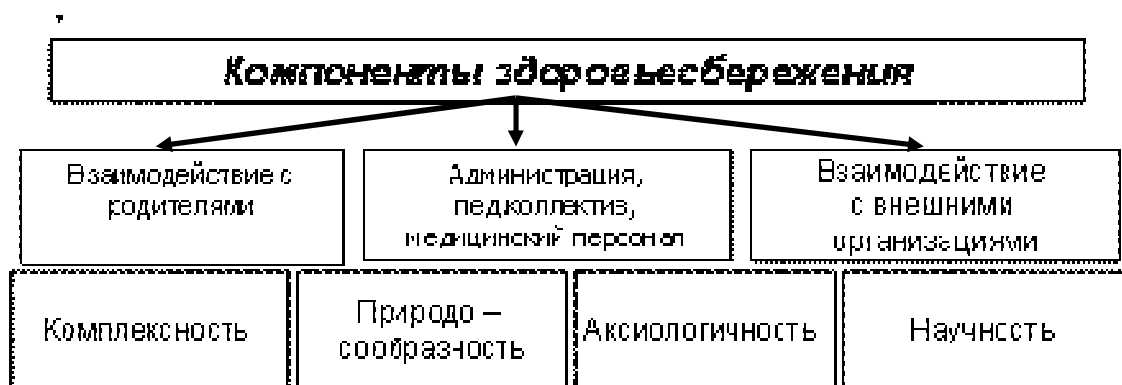 Компоненты здоровьесбережения
Взаимодействие с
родителями
Администрация,
педколлектив,
медицинский персонал
Взаимодействие
с внешними
организациями
Комплексность
Природо –
сообразность
Аксиологичность
Научность